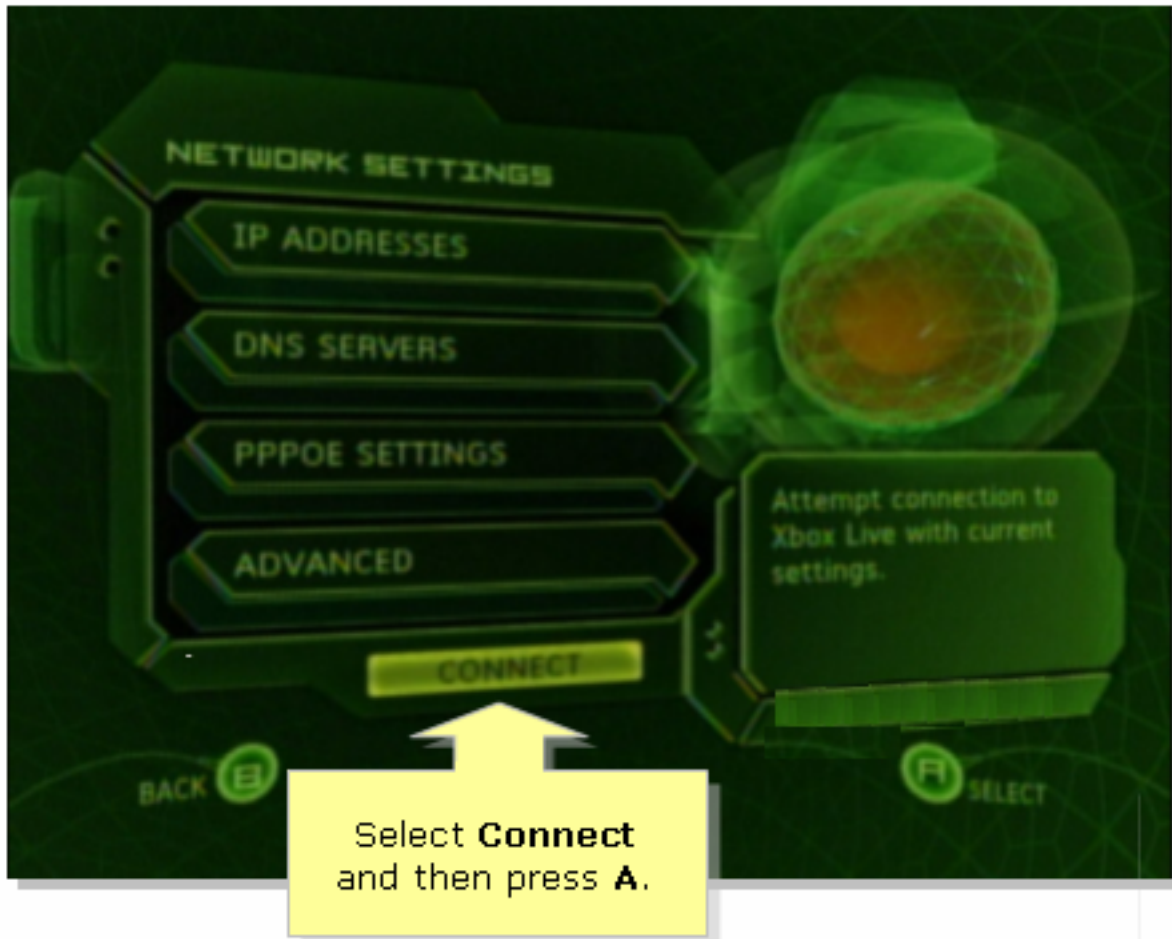 NETWORK SETTINGS
IP ADDRESSES
DNS SERVERS
PPPOE SETTINGS
ADVANCED
CONNECT
Attempt connection to
Xbox Live with current
settings.
BACK B
A SELECT
Select Connect
and then press A.